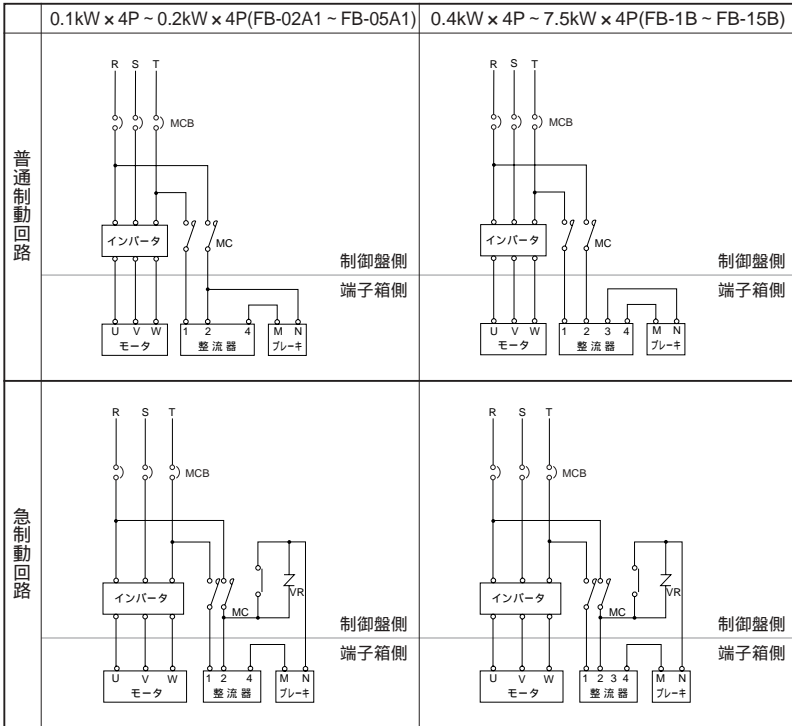 0.1kW × 4P ~ 0.2kW × 4P(FB-02A1 ~ FB-05A1)
0.4kW × 4P ~ 7.5kW × 4P(FB-1B ~ FB-15B)
普通制動回路
R S T
MCB
インバータ
MC
制御盤側
端子箱側
U V W
モータ
1 2 4
整流器
M N
ブレーキ
R S T
MCB
インバータ
MC
制御盤側
端子箱側
U V W
モータ
1 2 3 4
整流器
M N
ブレーキ
急制動回路
R S T
MCB
インバータ
MC
VR
制御盤側
端子箱側
U V W
モータ
1 2 4
整流器
M N
ブレーキ
R S T
MCB
インバータ
MC
VR
制御盤側
端子箱側
U V W
モータ
1 2 3 4
整流器
M N
ブレーキ